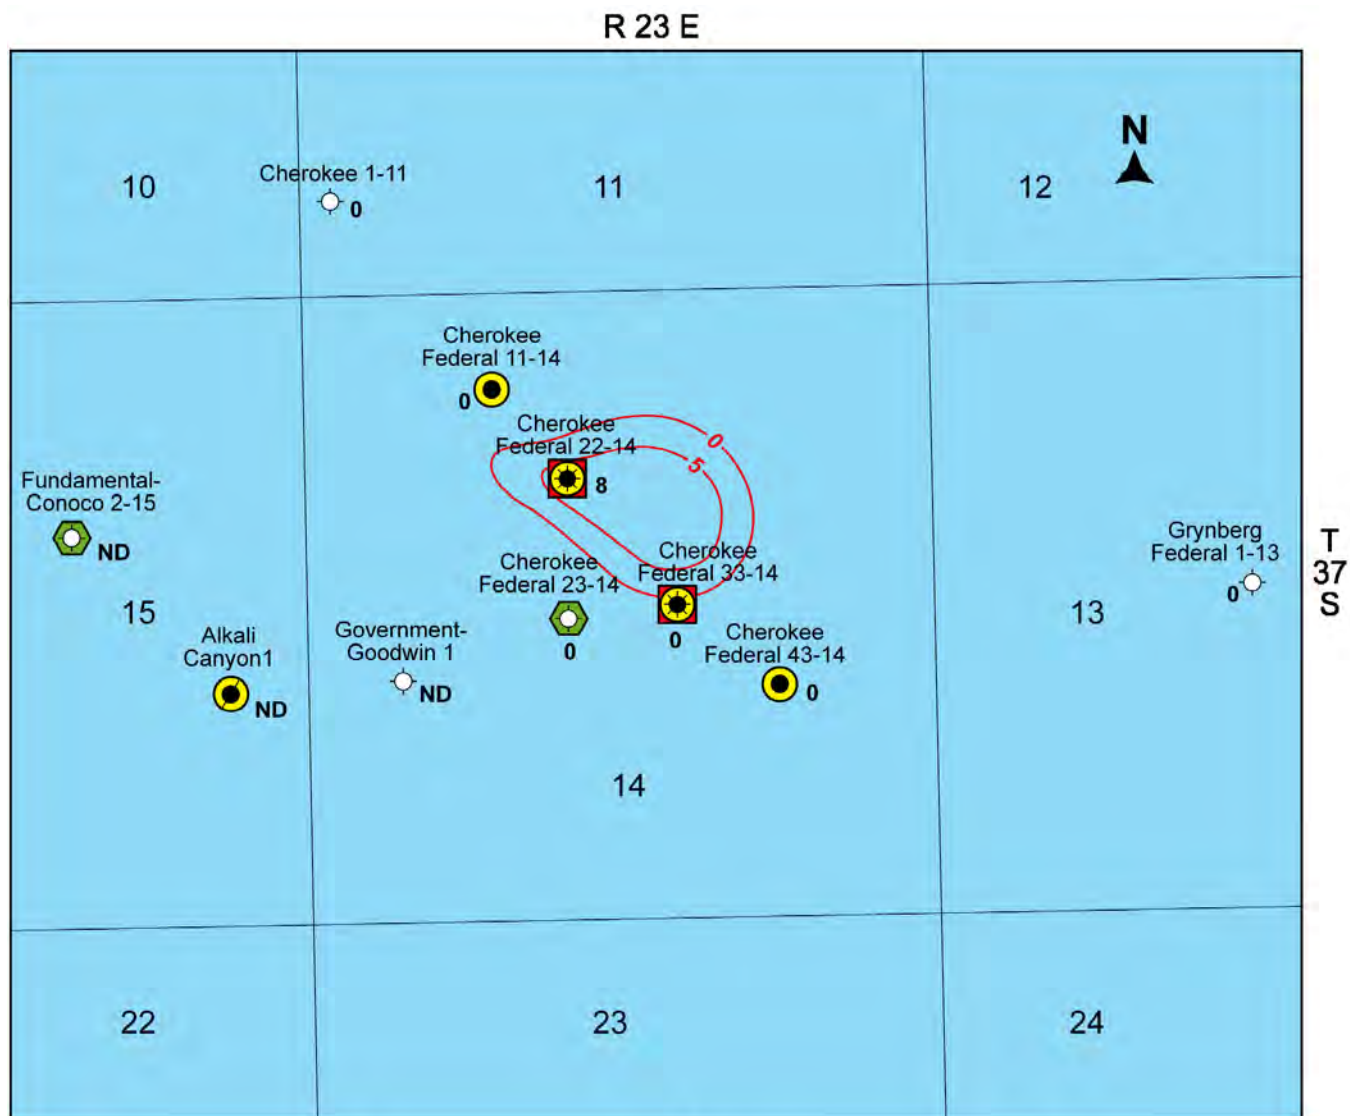 R 23 E
N
10
Cherokee 1-11
0
11
12
Cherokee
Federal 11-14
0
Cherokee
Federal 22-14
8
0
5
Fundamental-
Conoco 2-15
ND
15
Alkali
Canyon1
ND
Government-
Goodwin 1
ND
Cherokee
Federal 23-14
0
Cherokee
Federal 33-14
0
Cherokee
Federal 43-14
0
13
Grynberg
Federal 1-13
0
T
37
S
14
22
23
24